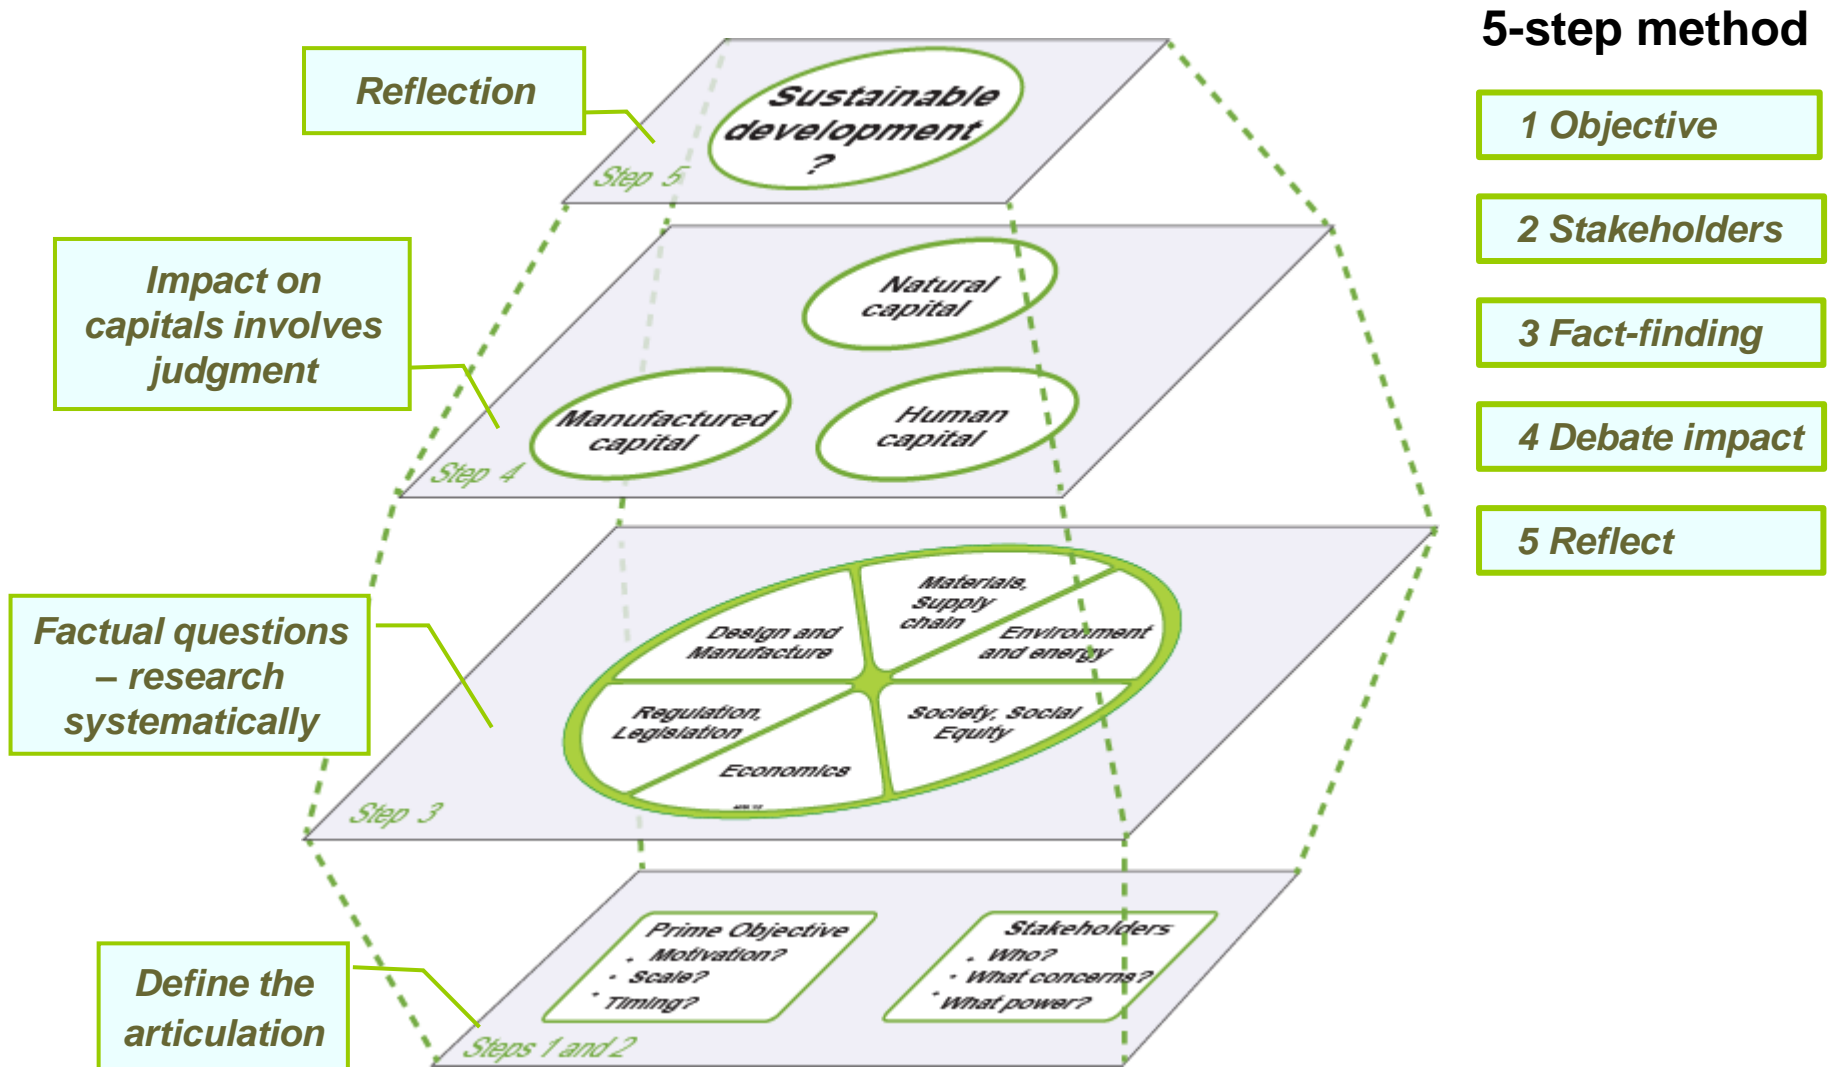 5-step method
1 Objective
2 Stakeholders
3 Fact-finding
4 Debate impact
5 Reflect
Reflection
Sustainable
development
?
Step 5
Impact on
capitals involves
judgment
Natural
capital
Manufactured
capital
Human
capital
Step 4
Factual questions
– research
systematically
Materials,
Supply
chain
Design and
Manufacture
Environment
and energy
Regulation,
Legislation
Society, Social
Equity
Economics
Step 3
Define the
articulation
Prime Objective
• Motivation?
• Scale?
• Timing?
Stakeholders
• Who?
• What concerns?
• What power?
Steps 1 and 2